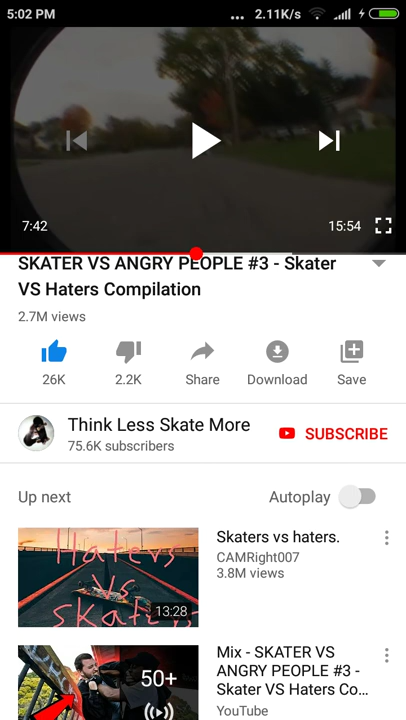 5:02 PM
... 2.11K/s
7:42
15:54
SKATER VS ANGRY PEOPLE #3 - Skater
VS Haters Compilation
2.7M views
26K
2.2K
Share
Download
Save
Think Less Skate More
75.6K subscribers
SUBSCRIBE
Up next
Autoplay
Haters
vs
skaters
13:28
Skaters vs haters.
CAMRight007
3.8M views
50+
Mix - SKATER VS
ANGRY PEOPLE #3 -
Skater VS Haters Co...
YouTube